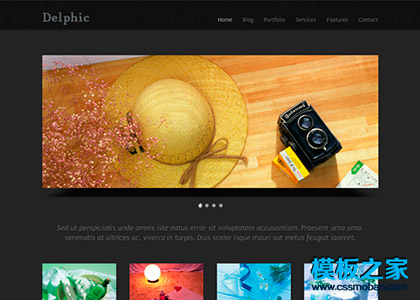 Delphic
Home Blog Portfolio Services Features Contact
Sed ut perspiciatis unde omnis iste natus error sit voluptatem accusantium. Praesent urna urna,
venenatis at ultrices ac, viverra in turpis. Duis sceler isque mauri sut metus feugiat laoreet.
模板之家
www.cssmoban.com